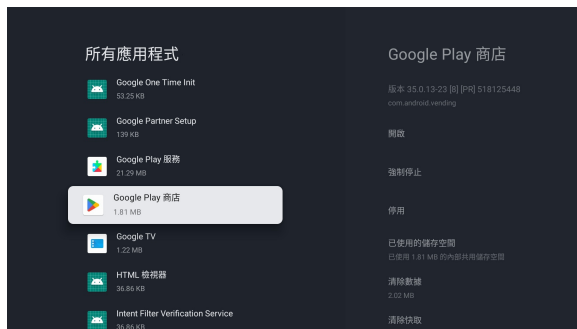 所有應用程式
Google One Time Init
53.25 KB
Google Partner Setup
139 KB
Google Play 服務
21.29 MB
Google Play 商店
1.81 MB
Google TV
1.22 MB
HTML 檢視器
36.86 KB
Intent Filter Verification Service
36.86 KB
Google Play 商店
版本 35.0.13-23 [8] [PR] 518125448
com.android.vending
開啟
強制停止
停用
已使用的儲存空間
已使用 1.81 MB 的內部共用儲存空間
清除數據
2.02 MB
清除快取